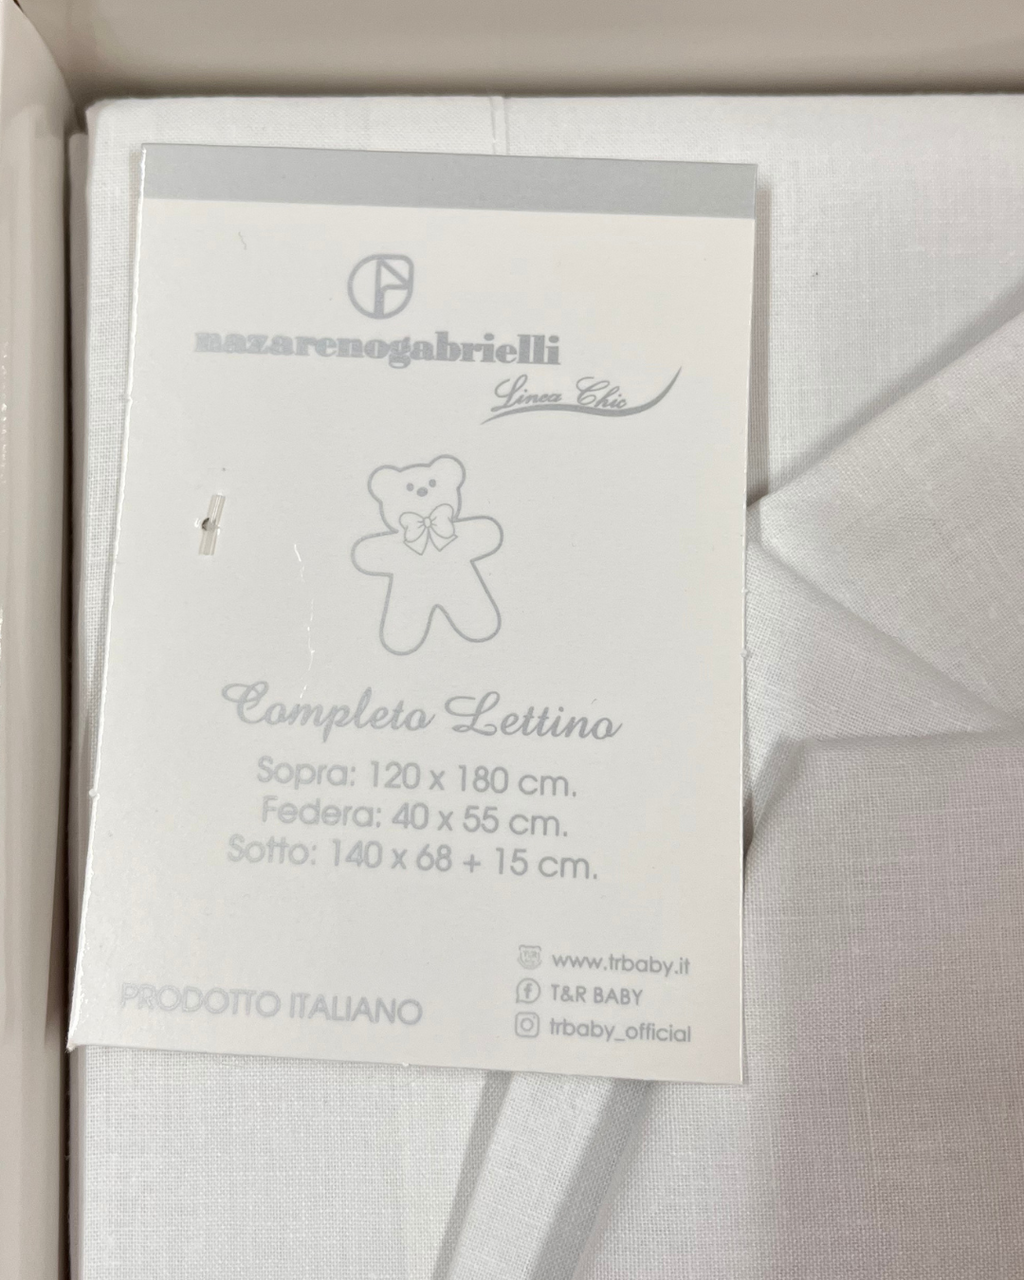 nazarenogabrielli
Linea Chic
Completo Lettino
Sopra: 120 x 180 cm.
Federa: 40 x 55 cm.
Sotto: 140 x 68 + 15 cm.
www.trbaby.it
T&R BABY
trbaby_official
PRODOTTO ITALIANO